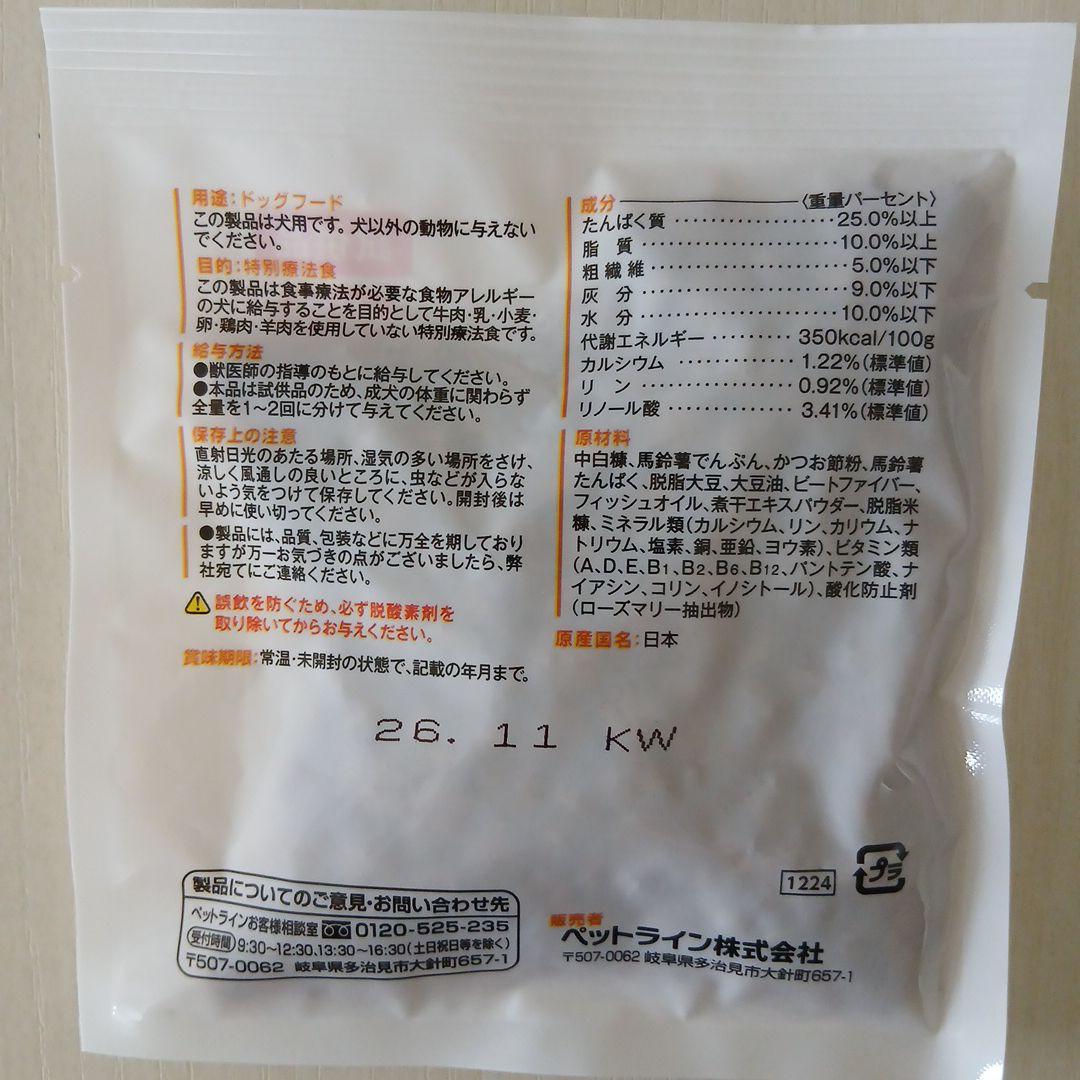 用途:ドッグフード
この製品は犬用です。犬以外の動物に与えない
でください。
目的:特別療法食
この製品は食事療法が必要な食物アレルギー
の犬に給与することを目的として牛肉・乳・小麦・
卵・鶏肉・羊肉を使用していない特別療法食です。
給与方法
●獣医師の指導のもとに給与してください。
●本品は試供品のため、成犬の体重に関わらず
全量を1〜2回に分けて与えてください。
保存上の注意
直射日光のあたる場所、湿気の多い場所をさけ、
涼しく風通しの良いところに、虫などが入らな
いよう気をつけて保存してください。開封後は
早めに使い切ってください。
●製品には、品質、包装などに万全を期しており
ますが万一お気づきの点がございましたら、弊
社宛てにご連絡ください。
誤飲を防ぐため、必ず脱酸素剤を
取り除いてからお与えください。
賞味期限:常温・未開封の状態で、記載の年月まで。
成分 〈重量パーセント〉
たんぱく質 25.0%以上
脂 質 10.0%以上
粗繊維 5.0%以下
灰 分 9.0%以下
水 分 10.0%以下
代謝エネルギー 350kcal/100g
カルシウム 1.22%(標準値)
リ ン 0.92%(標準値)
リノール酸 3.41%(標準値)
原材料
中白糠、馬鈴薯でんぷん、かつお節粉、馬鈴薯
たんぱく、脱脂大豆、大豆油、ビートファイバー、
フィッシュオイル、煮干エキスパウダー、脱脂米
糠、ミネラル類(カルシウム、リン、カリウム、ナ
トリウム、塩素、銅、亜鉛、ヨウ素)、ビタミン類
(A、D、E、B1、B2、B6、B12、パントテン酸、ナ
イアシン、コリン、イノシトール)、酸化防止剤
(ローズマリー抽出物)
原産国名:日本
26. 11 KW
1224
プラ
製品についてのご意見・お問い合わせ先
ペットラインお客様相談室 0120-525-235
受付時間 9:30〜12:30、13:30〜16:30(土日祝日等を除く)
〒507-0062 岐阜県多治見市大針町657-1
販売者
ペットライン株式会社
〒507-0062 岐阜県多治見市大針町657-1